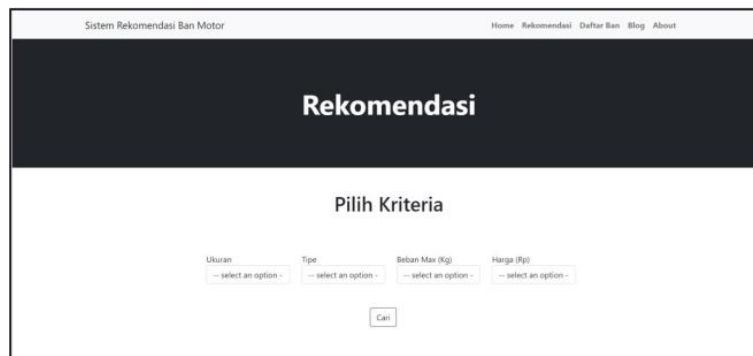 Sistem Rekomendasi Ban Motor Home Rekomendasi Daftar Ban Blog About
Rekomendasi
Pilih Kriteria
Ukuran Tipe Beban Max (Kg) Harga (Rp)
-- select an option - -- select an option - -- select an option - -- select an option -
Cari